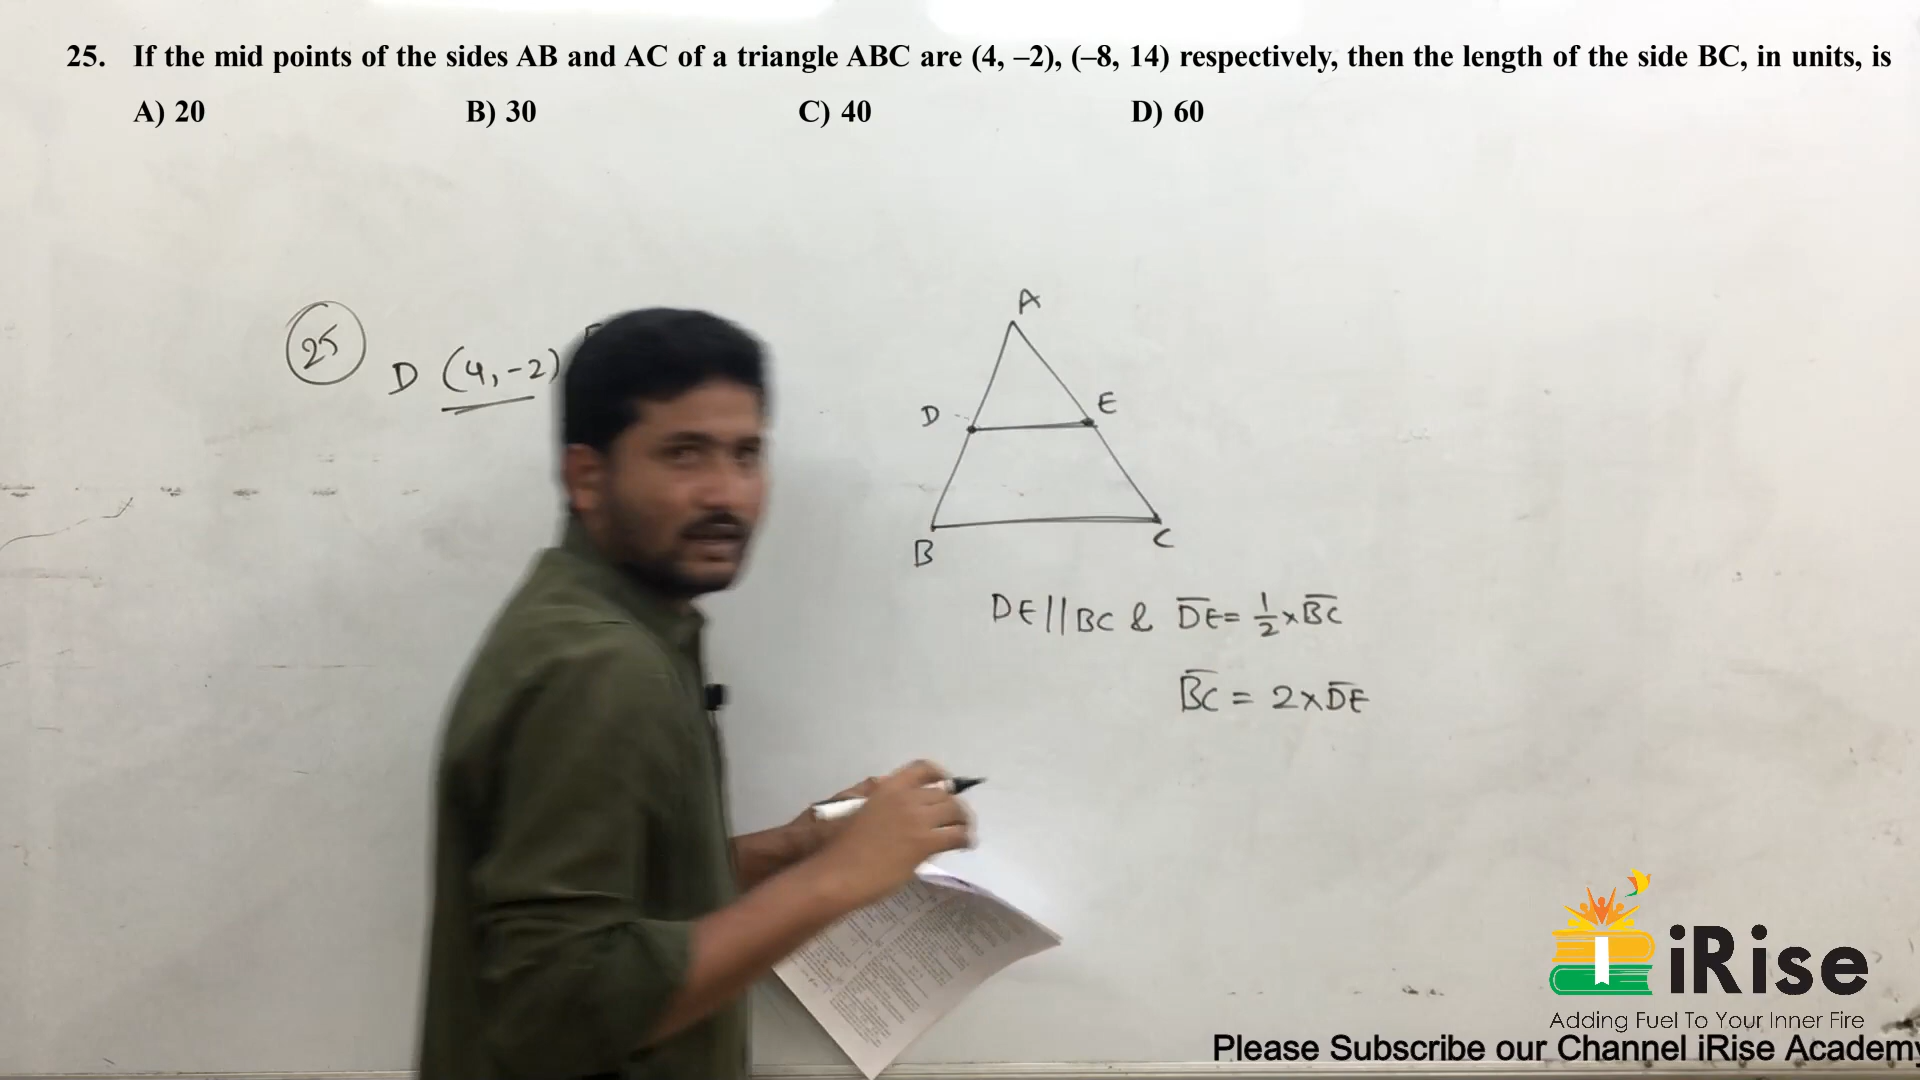 25. If the mid points of the sides AB and AC of a triangle ABC are (4, –2), (–8, 14) respectively, then the length of the side BC, in units, is
A) 20 B) 30 C) 40 D) 60
25 D (4,-2)
A
D E
B C
DE||BC & DE= 1/2 x BC
BC = 2xDE
iRise
Adding Fuel To Your Inner Fire
Please Subscribe our Channel iRise Academy